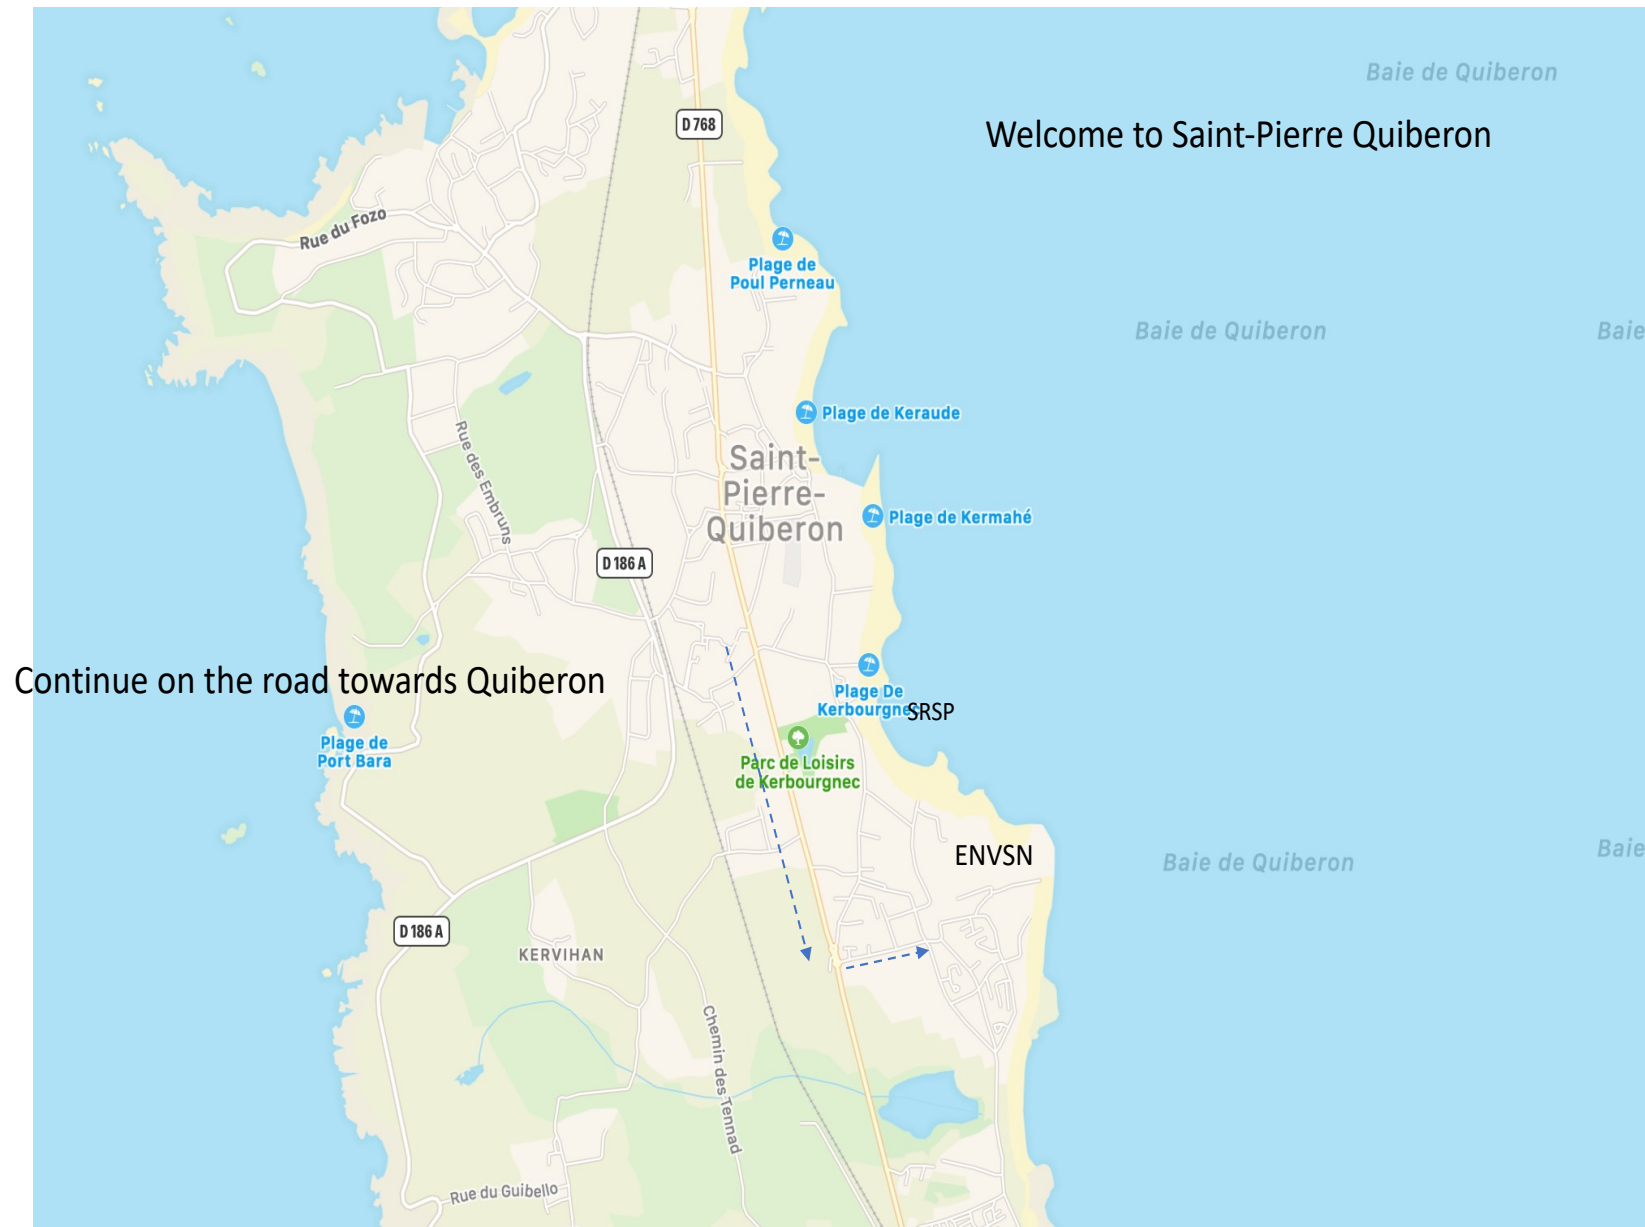 Baie de Quiberon
D 768
Welcome to Saint-Pierre Quiberon
Rue du Fozo
Plage de
Poul Perneau
Baie de Quiberon
Baie
Plage de Keraude
Rue des Embruns
Saint-
Pierre-
Quiberon
Plage de Kermahé
D 186 A
Continue on the road towards Quiberon
Plage De
Kerbourgnec
SRSP
Plage de
Port Bara
Parc de Loisirs
de Kerbourgnec
ENVSN
Baie de Quiberon
Baie
D 186 A
KERVIHAN
Chemin des Tennad
Rue du Guibello